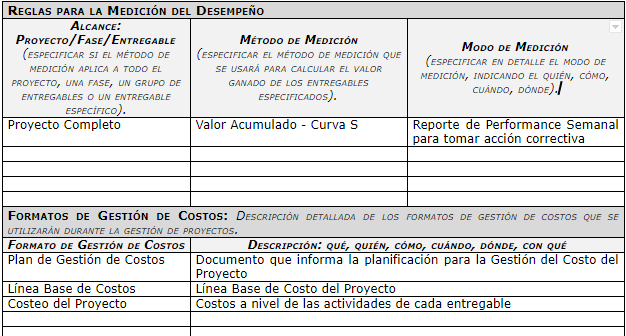 REGLAS PARA LA MEDICIÓN DEL DESEMPEÑO
ALCANCE:
PROYECTO/FASE/ENTREGABLE
(ESPECIFICAR SI EL MÉTODO DE
MEDICIÓN APLICA A TODO EL
PROYECTO, UNA FASE, UN GRUPO DE
ENTREGABLES O UN ENTREGABLE
ESPECÍFICO).
MÉTODO DE MEDICIÓN
(ESPECIFICAR EL MÉTODO DE MEDICIÓN QUE
SE USARÁ PARA CALCULAR EL VALOR
GANADO DE LOS ENTREGABLES
ESPECIFICADOS).
MODO DE MEDICIÓN
(ESPECIFICAR EN DETALLE EL MODO DE
MEDICIÓN, INDICANDO EL QUIÉN, CÓMO,
CUÁNDO, DÓNDE).
Proyecto Completo
Valor Acumulado - Curva S
Reporte de Performance Semanal
para tomar acción correctiva
FORMATOS DE GESTIÓN DE COSTOS: DESCRIPCIÓN DETALLADA DE LOS FORMATOS DE GESTIÓN DE COSTOS QUE SE
UTILIZARÁN DURANTE LA GESTIÓN DE PROYECTOS.
FORMATO DE GESTIÓN DE COSTOS
DESCRIPCIÓN: QUÉ, QUIÉN, CÓMO, CUÁNDO, DÓNDE, CON QUÉ
Plan de Gestión de Costos
Documento que informa la planificación para la Gestión del Costo del
Proyecto
Línea Base de Costos
Línea Base de Costo del Proyecto
Costeo del Proyecto
Costos a nivel de las actividades de cada entregable